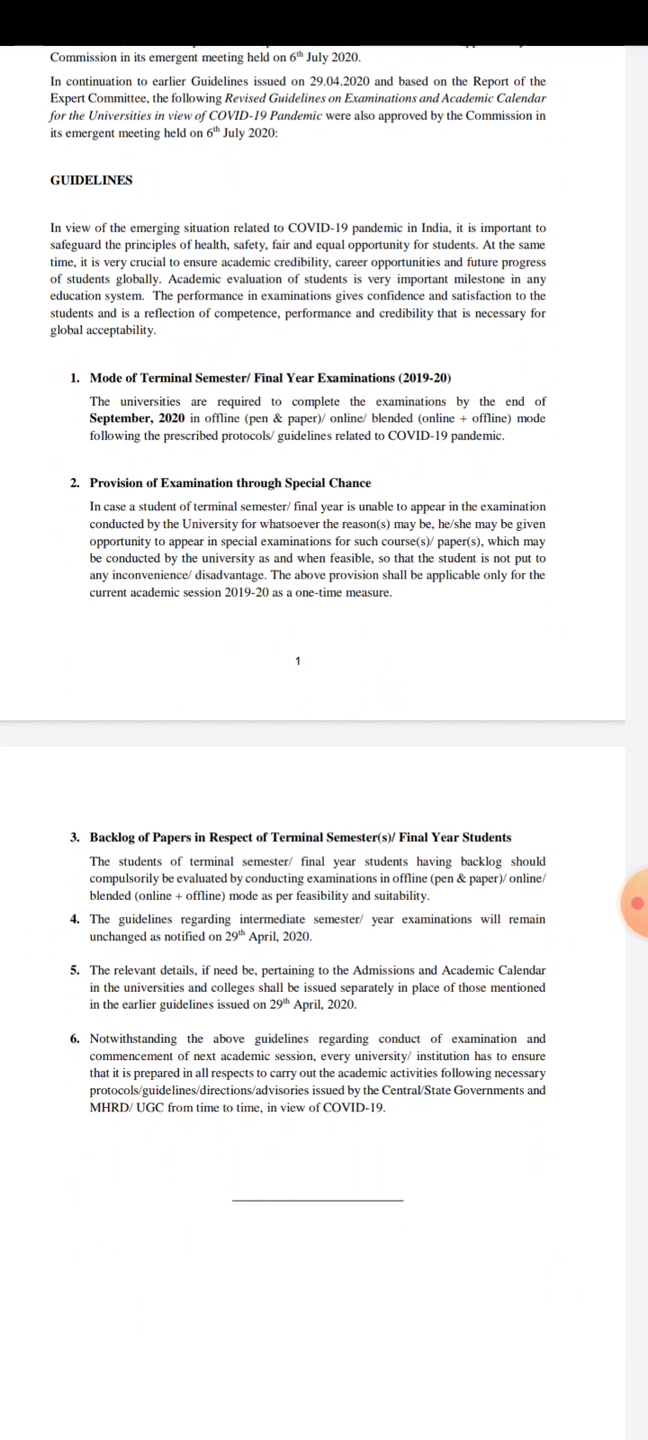 Commission in its emergent meeting held on 6th July 2020.
In continuation to earlier Guidelines issued on 29.04.2020 and based on the Report of the
Expert Committee, the following Revised Guidelines on Examinations and Academic Calendar
for the Universities in view of COVID-19 Pandemic were also approved by the Commission in
its emergent meeting held on 6th July 2020:
GUIDELINES
In view of the emerging situation related to COVID-19 pandemic in India, it is important to
safeguard the principles of health, safety, fair and equal opportunity for students. At the same
time, it is very crucial to ensure academic credibility, career opportunities and future progress
of students globally. Academic evaluation of students is very important milestone in any
education system. The performance in examinations gives confidence and satisfaction to the
students and is a reflection of competence, performance and credibility that is necessary for
global acceptability.
1. Mode of Terminal Semester/ Final Year Examinations (2019-20)
The universities are required to complete the examinations by the end of
September, 2020 in offline (pen & paper)/ online/ blended (online + offline) mode
following the prescribed protocols/ guidelines related to COVID-19 pandemic.
2. Provision of Examination through Special Chance
In case a student of terminal semester/ final year is unable to appear in the examination
conducted by the University for whatsoever the reason(s) may be, he/she may be given
opportunity to appear in special examinations for such course(s)/ paper(s), which may
be conducted by the university as and when feasible, so that the student is not put to
any inconvenience/ disadvantage. The above provision shall be applicable only for the
current academic session 2019-20 as a one-time measure.
1
3. Backlog of Papers in Respect of Terminal Semester(s)/ Final Year Students
The students of terminal semester/ final year students having backlog should
compulsorily be evaluated by conducting examinations in offline (pen & paper)/ online/
blended (online + offline) mode as per feasibility and suitability.
4. The guidelines regarding intermediate semester/ year examinations will remain
unchanged as notified on 29th April, 2020.
5. The relevant details, if need be, pertaining to the Admissions and Academic Calendar
in the universities and colleges shall be issued separately in place of those mentioned
in the earlier guidelines issued on 29th April, 2020.
6. Notwithstanding the above guidelines regarding conduct of examination and
commencement of next academic session, every university/ institution has to ensure
that it is prepared in all respects to carry out the academic activities following necessary
protocols/guidelines/directions/advisories issued by the Central/State Governments and
MHRD/ UGC from time to time, in view of COVID-19.